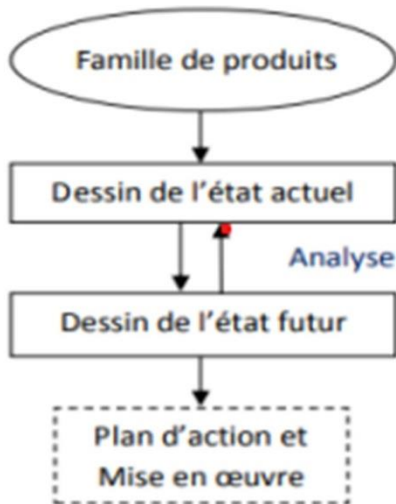 Famille de produits
Dessin de l'état actuel
Analyse
Dessin de l'état futur
Plan d'action et
Mise en œuvre